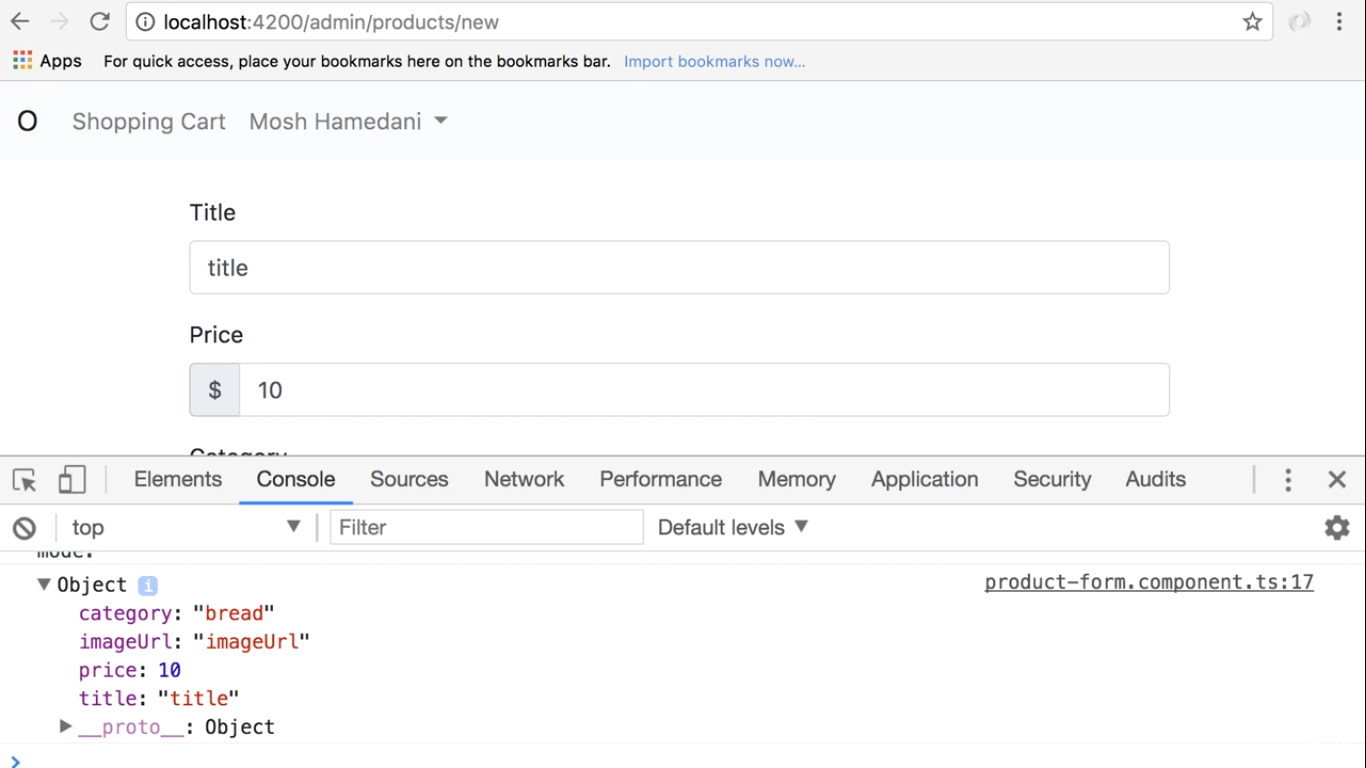 localhost:4200/admin/products/new
Apps For quick access, place your bookmarks here on the bookmarks bar. Import bookmarks now...
O Shopping Cart Mosh Hamedani
Title
title
Price
$ 10
Category
Elements Console Sources Network Performance Memory Application Security Audits
top Filter Default levels
mode.
Object i product-form.component.ts:17
category: "bread"
imageUrl: "imageUrl"
price: 10
title: "title"
__proto__: Object